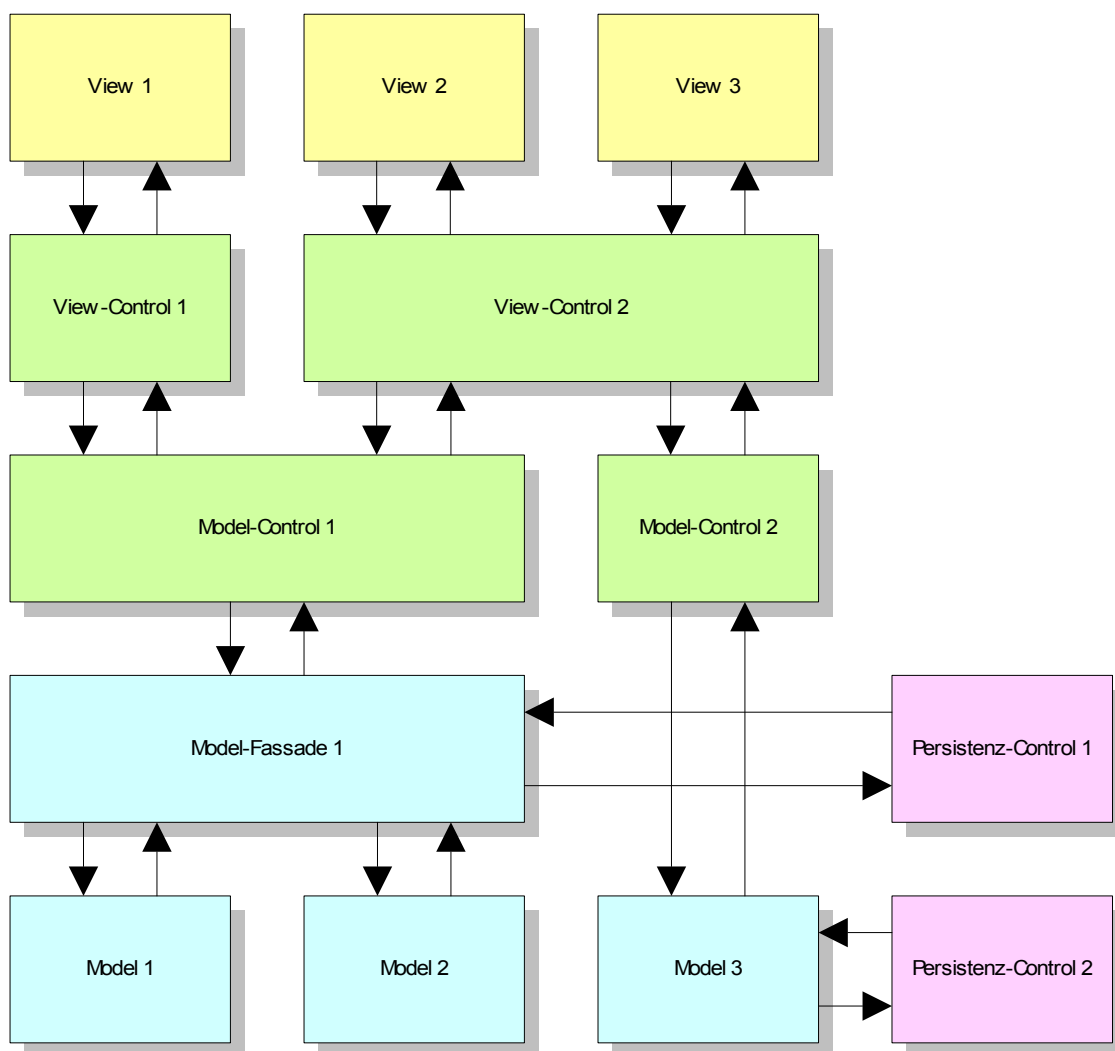 View 1
View 2
View 3
View-Control 1
View-Control 2
Model-Control 1
Model-Control 2
Model-Fassade 1
Persistenz-Control 1
Model 1
Model 2
Model 3
Persistenz-Control 2